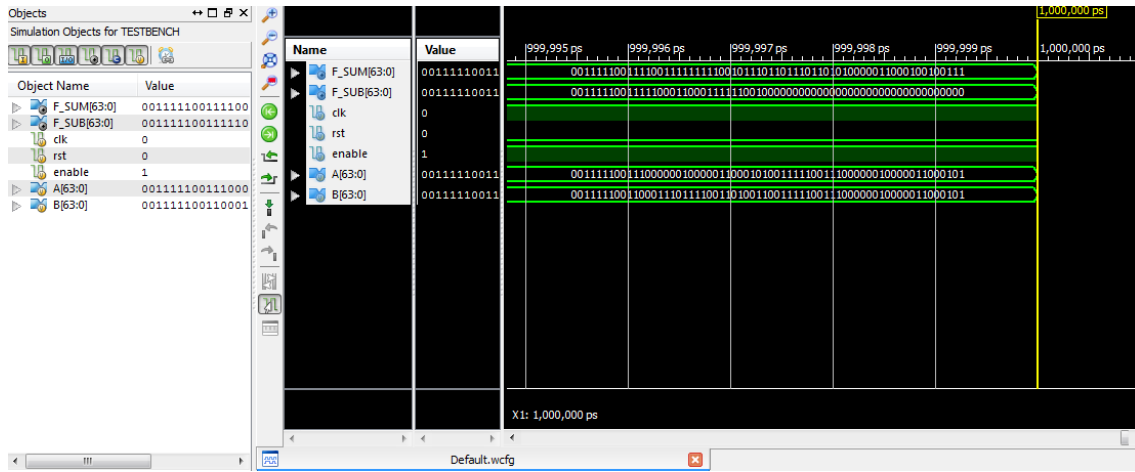 Objects
Simulation Objects for TESTBENCH
Object Name Value
F_SUM[63:0] 001111100111100
F_SUB[63:0] 001111100111110
clk 0
rst 0
enable 1
A[63:0] 001111100111000
B[63:0] 001111100110001
1,000,000 ps
Name Value 999,995 ps 999,996 ps 999,997 ps 999,998 ps 999,999 ps 1,000,000 ps
F_SUM[63:0] 00111110011
F_SUB[63:0] 00111110011
clk 0
rst 0
enable 1
A[63:0] 00111110011
B[63:0] 00111110011
X1: 1,000,000 ps
Default.wcfg